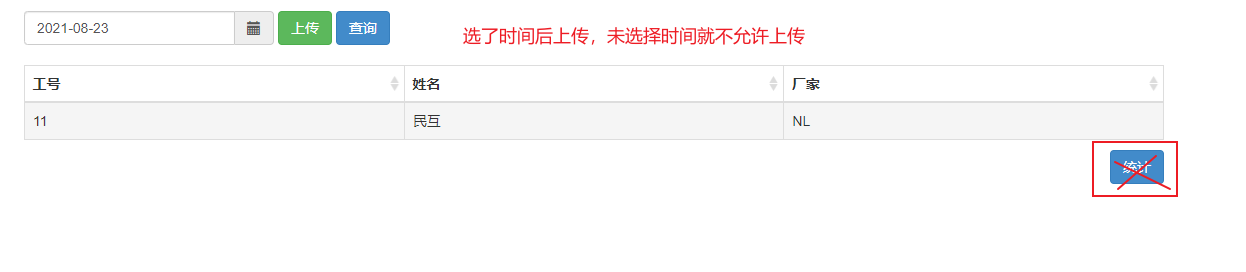 2021-08-23 上传 查询
选了时间后上传，未选择时间就不允许上传
工号 姓名 厂家
11 民互 NL
统计